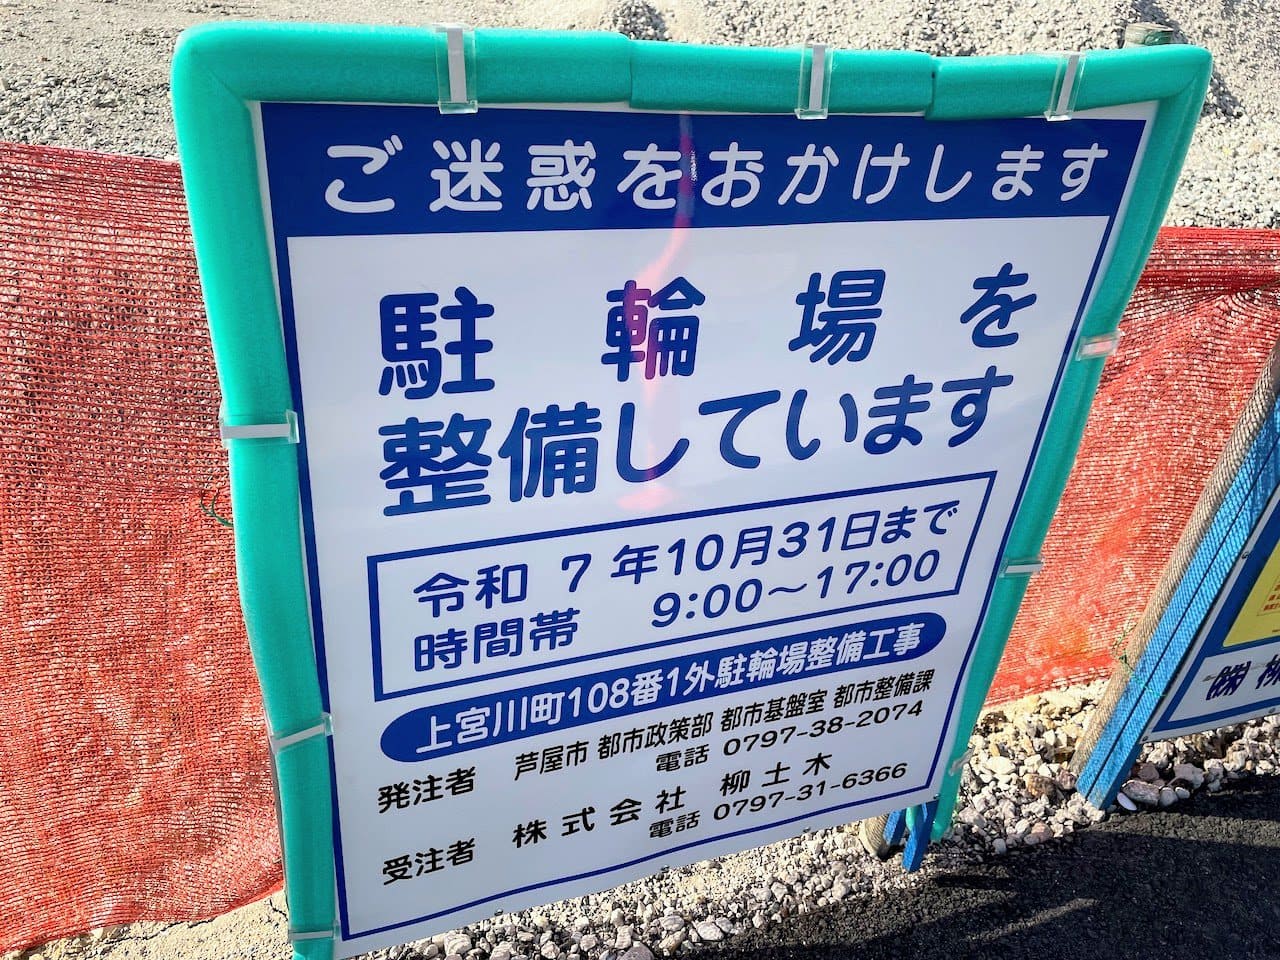 ご迷惑をおかけします
駐輪場を
整備しています
令和 7 年10月31日まで
時間帯 9:00～17:00
上宮川町108番1外駐輪場整備工事
発注者 芦屋市 都市政策部 都市基盤室 都市整備課
電話 0797-38-2074
受注者 株式会社 柳土木
電話 0797-31-6366
㈱